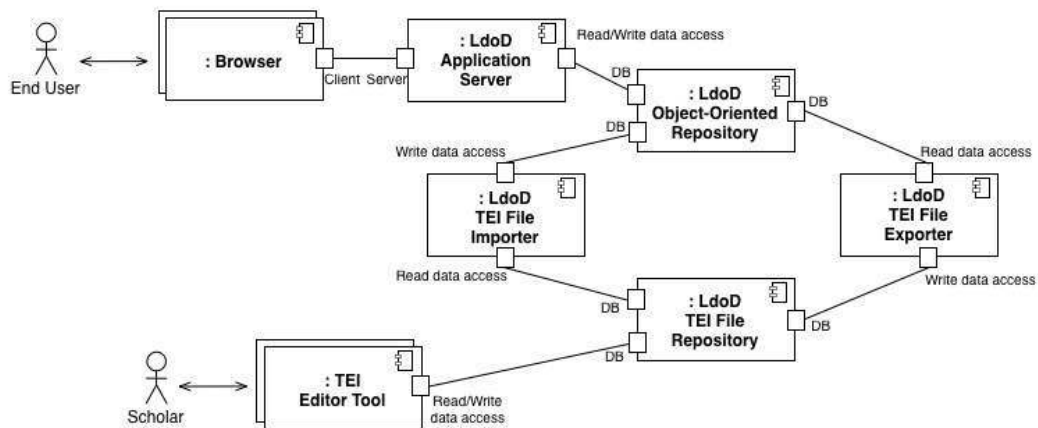 : Browser
End User
Client
Server
: LdoD
Application
Server
Read/Write data access
DB
: LdoD
Object-Oriented
Repository
DB
DB
Write data access
Read data access
: LdoD
TEI File
Importer
: LdoD
TEI File
Exporter
Read data access
Write data access
DB
: LdoD
TEI File
Repository
DB
DB
: TEI
Editor Tool
Scholar
Read/Write
data access